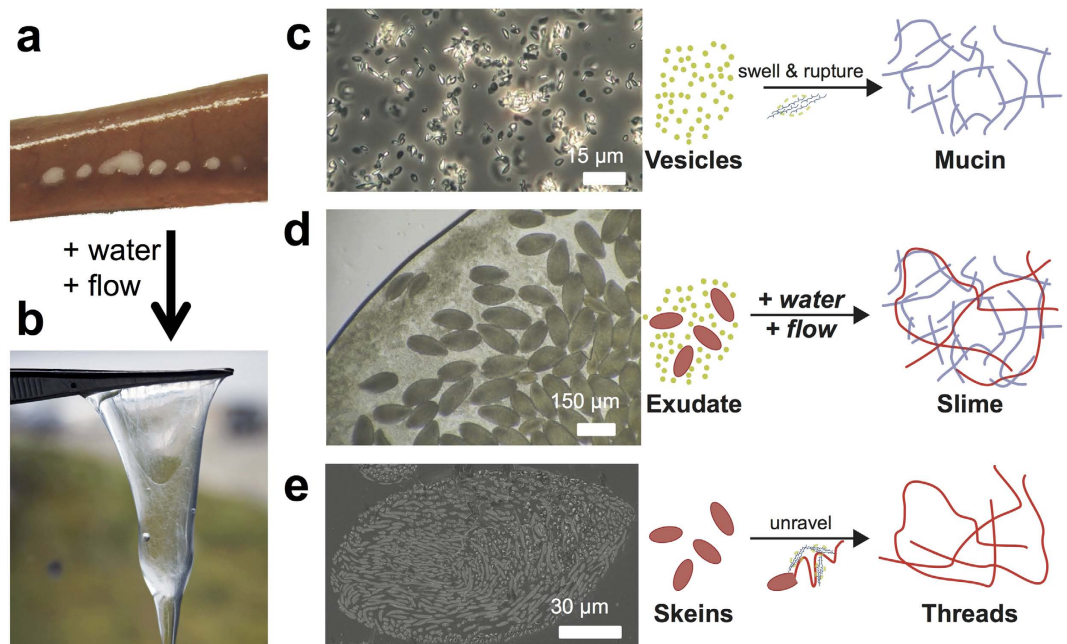 a
+ water
+ flow
b
c
15 µm
Vesicles
swell & rupture
Mucin
d
150 µm
Exudate
+ water
+ flow
Slime
e
30 µm
Skeins
unravel
Threads